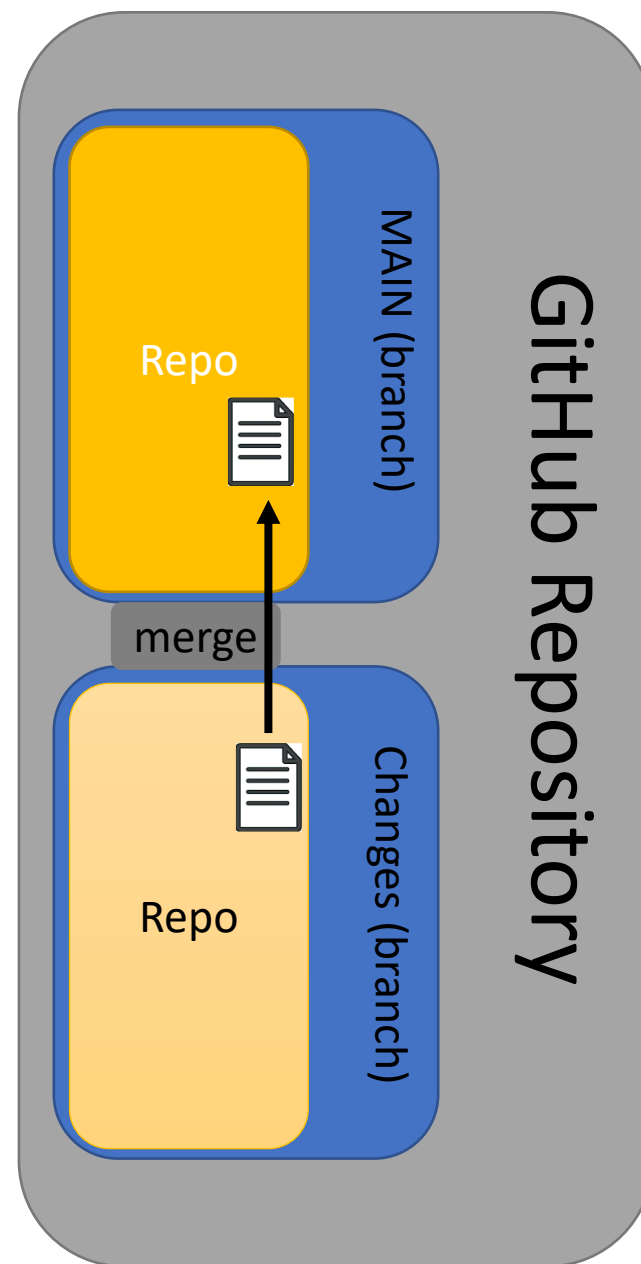 GitHub Repository
MAIN (branch)
Repo
merge
Changes (branch)
Repo